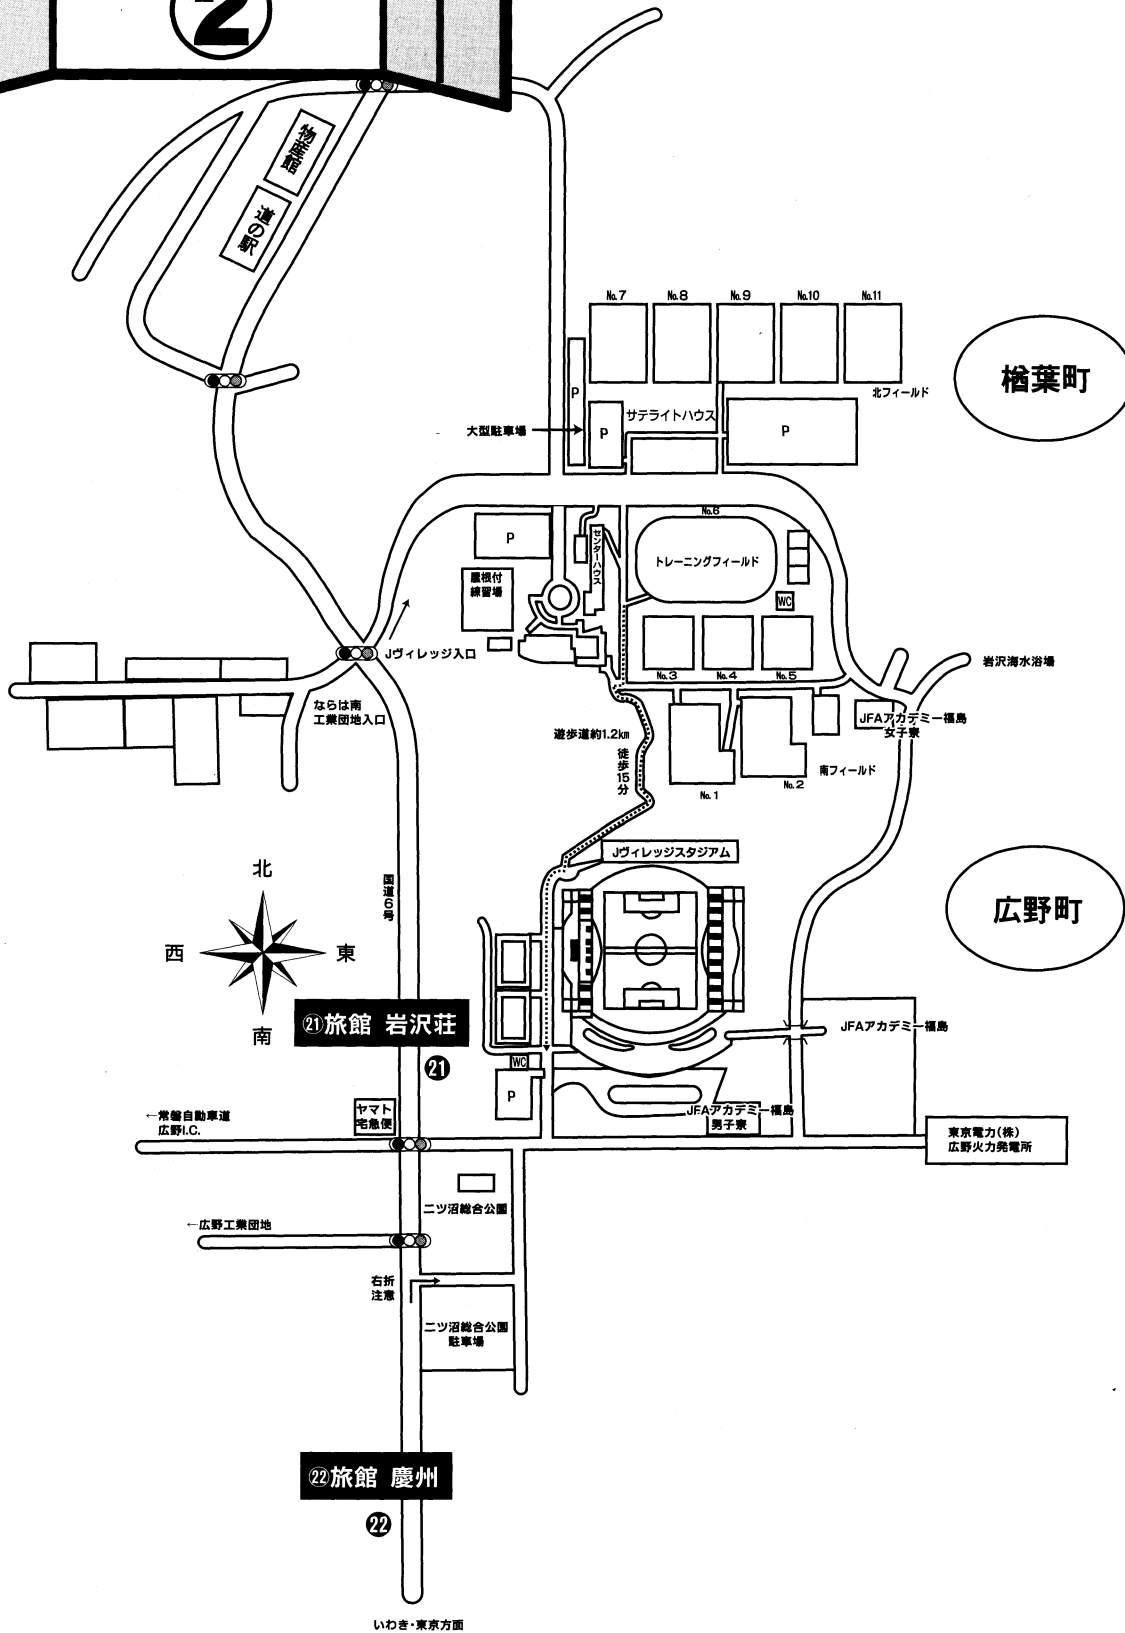 2
物産館
道の駅
No.7
No.8
No.9
No.10
No.11
北フィールド
楢葉町
P
大型駐車場
P
サテライトハウス
P
P
センターハウス
No.6
トレーニングフィールド
屋根付
練習場
WC
Jヴィレッジ入口
No.3
No.4
No.5
岩沢海水浴場
ならは南
工業団地入口
JFAアカデミー福島
女子寮
遊歩道約1.2km
徒歩15分
南フィールド
No.1
No.2
Jヴィレッジスタジアム
国道6号
北
西
東
南
広野町
㉑旅館 岩沢荘
21
JFAアカデミー福島
WC
P
ヤマト
宅急便
JFAアカデミー福島
男子寮
←常磐自動車道
広野I.C.
東京電力(株)
広野火力発電所
二ツ沼総合公園
←広野工業団地
右折
注意
二ツ沼総合公園
駐車場
㉒旅館 慶州
22
いわき・東京方面